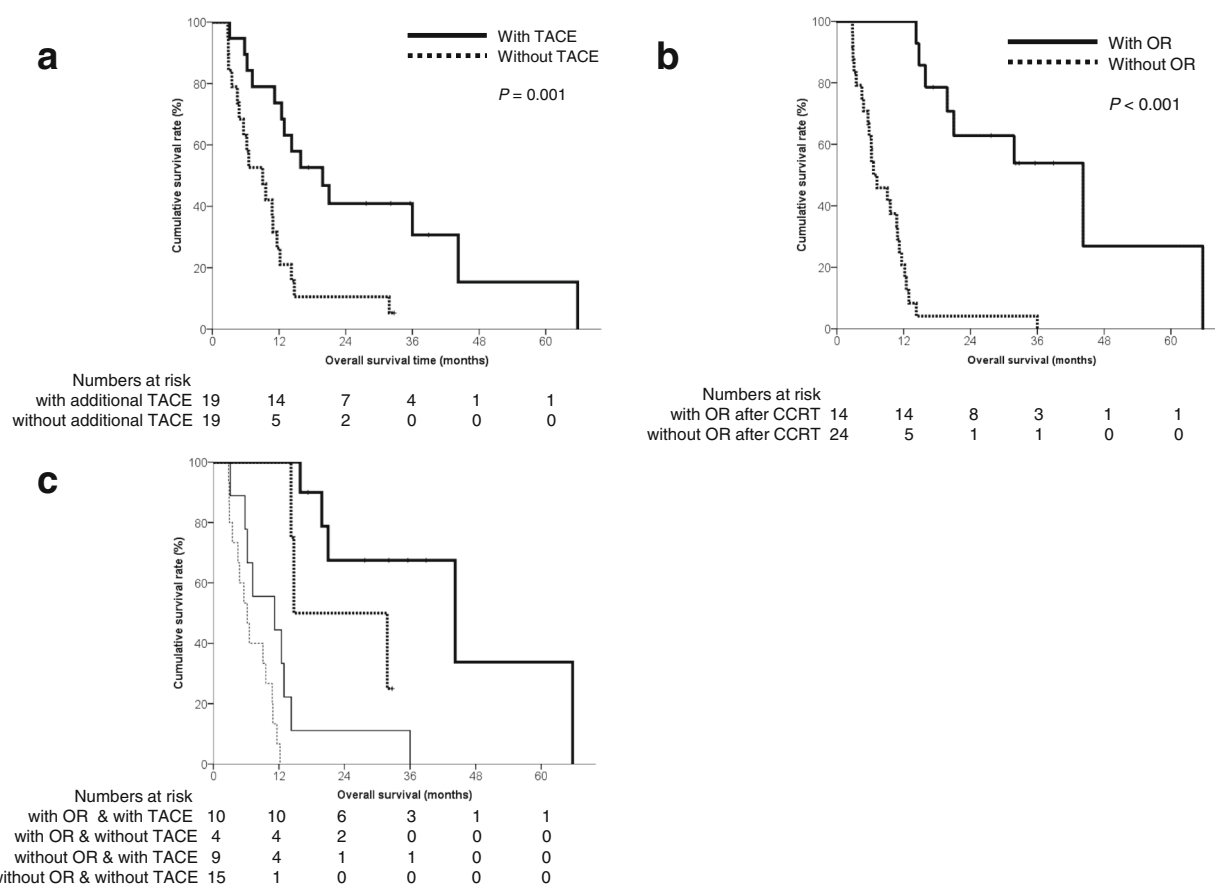 a
With TACE
Without TACE
P = 0.001
Cumulative survival rate (%)
100
80
60
40
20
0
0 12 24 36 48 60
Overall survival time (months)
Numbers at risk
with additional TACE 19 14 7 4 1 1
without additional TACE 19 5 2 0 0 0
b
With OR
Without OR
P < 0.001
Cumulative survival rate (%)
100
80
60
40
20
0
0 12 24 36 48 60
Overall survival (months)
Numbers at risk
with OR after CCRT 14 14 8 3 1 1
without OR after CCRT 24 5 1 1 0 0
c
Cumulative survival rate (%)
100
80
60
40
20
0
0 12 24 36 48 60
Overall survival (months)
Numbers at risk
with OR & with TACE 10 10 6 3 1 1
with OR & without TACE 4 4 2 0 0 0
without OR & with TACE 9 4 1 1 0 0
without OR & without TACE 15 1 0 0 0 0